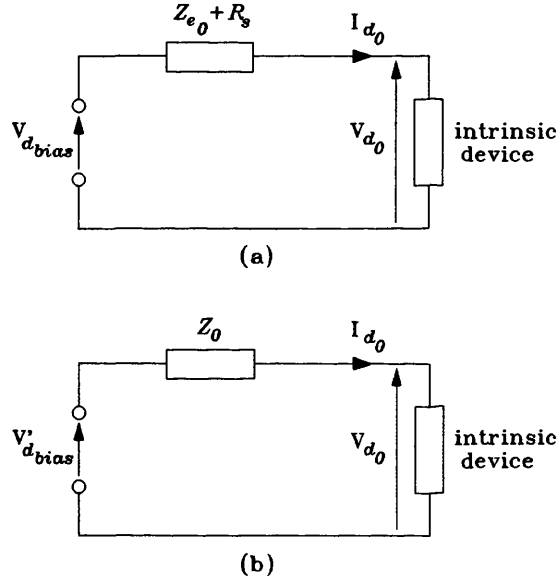 Z_{e_0} + R_s
I_{d_0}
V_{d_{bias}}
V_{d_0}
intrinsic
device
(a)
Z_0
I_{d_0}
V'_{d_{bias}}
V_{d_0}
intrinsic
device
(b)